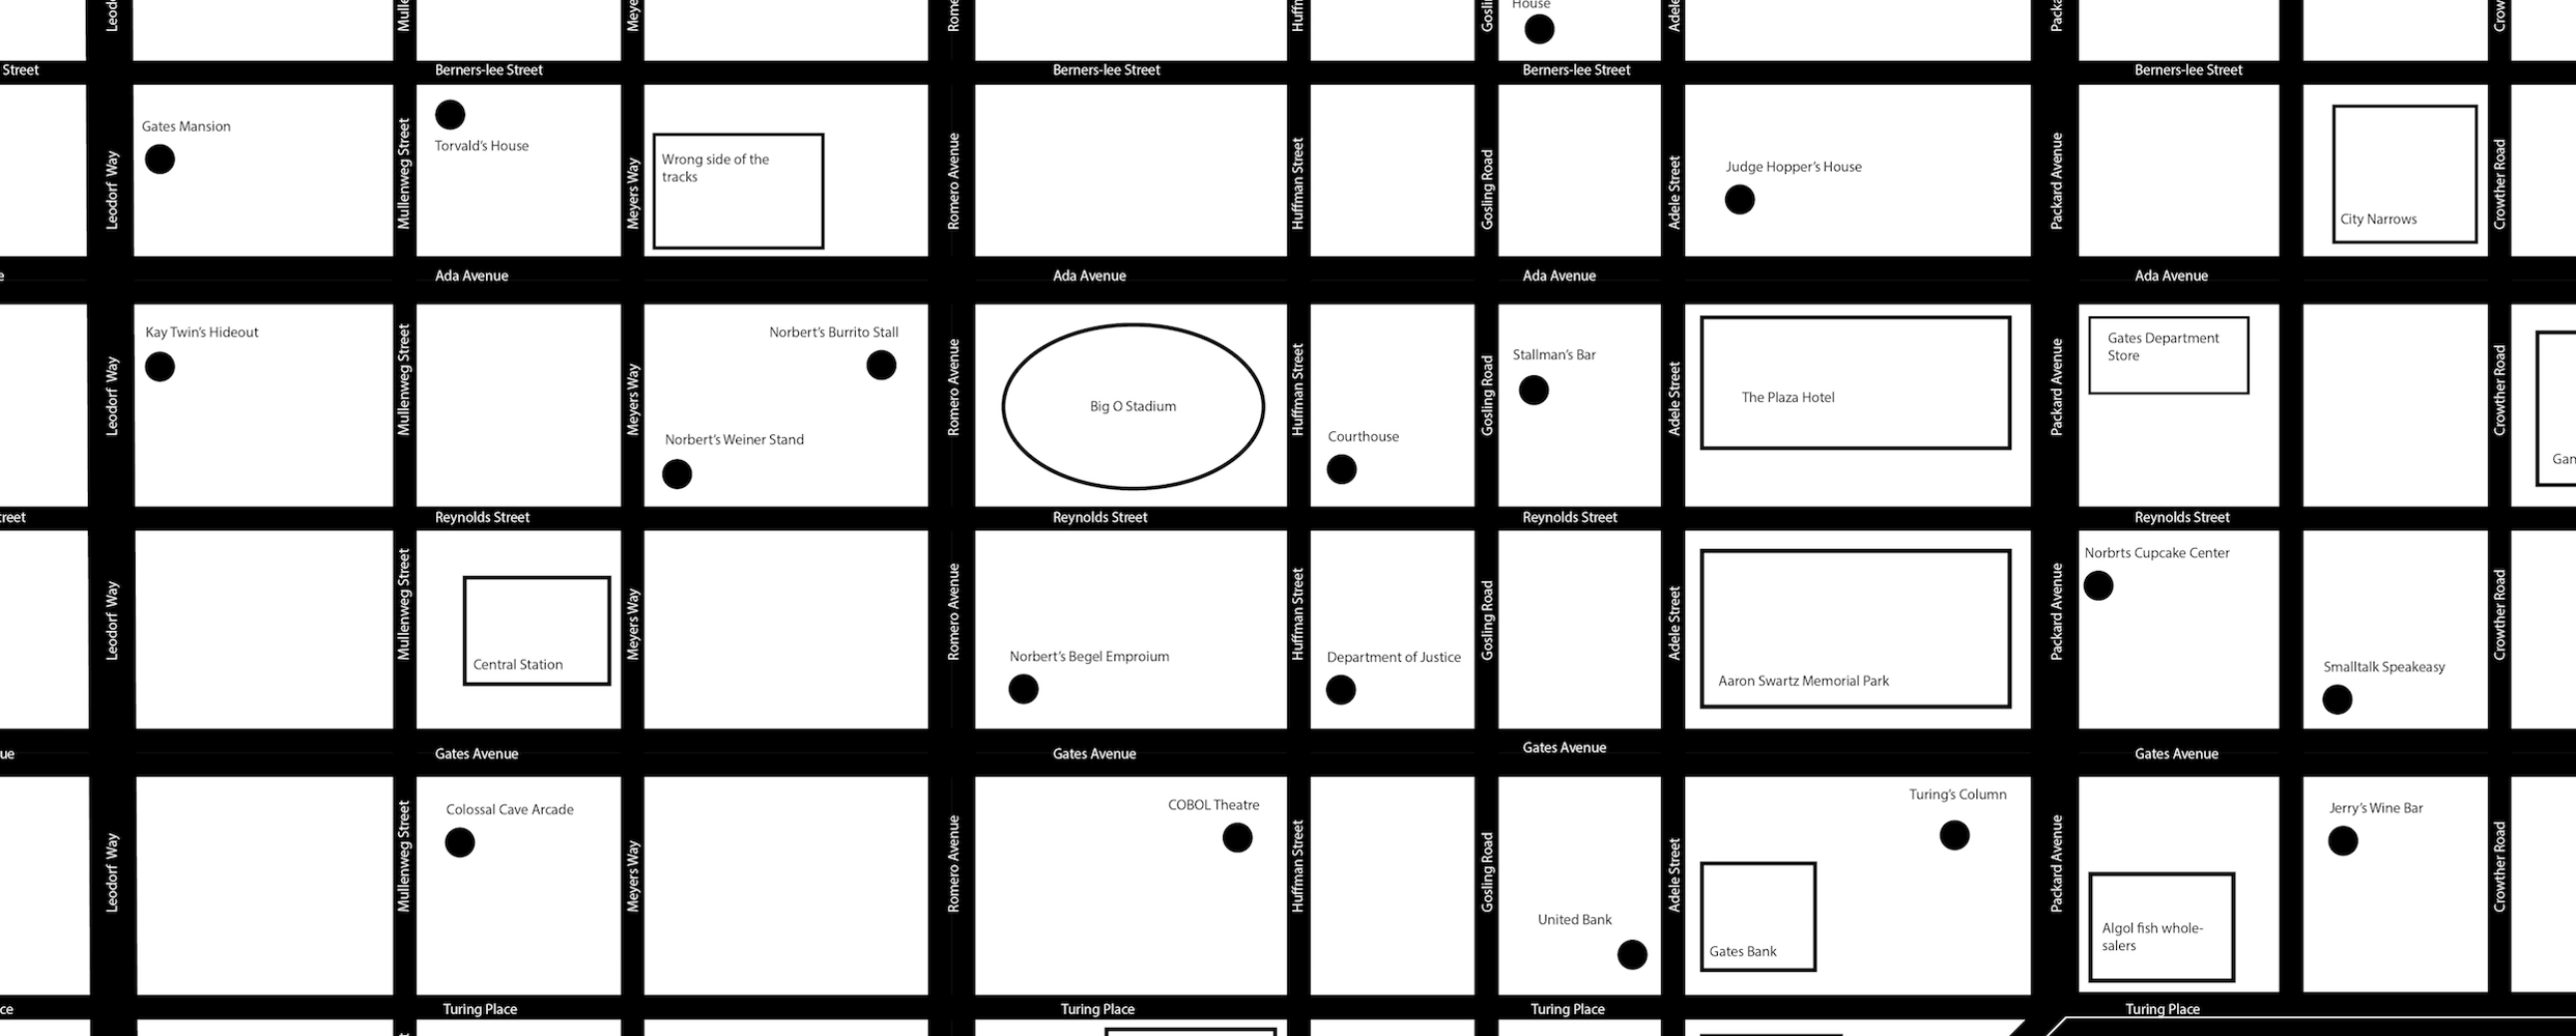 Leodo
Mulle
Meye
Rome
Huffm
House
Gosli
Adele
Packa
Crow
Street
Berners-lee Street
Berners-lee Street
Berners-lee Street
Berners-lee Street
Gates Mansion
Torvald's House
Wrong side of the
tracks
Judge Hopper's House
City Narrows
Leodorf Way
Mullenweg Street
Meyers Way
Romero Avenue
Huffman Street
Gosling Road
Adele Street
Packard Avenue
Crowther Road
e
Ada Avenue
Ada Avenue
Ada Avenue
Ada Avenue
Kay Twin's Hideout
Norbert's Burrito Stall
Norbert's Weiner Stand
Big O Stadium
Courthouse
Stallman's Bar
The Plaza Hotel
Gates Department
Store
Gan
Leodorf Way
Mullenweg Street
Meyers Way
Romero Avenue
Huffman Street
Gosling Road
Adele Street
Packard Avenue
Crowther Road
reet
Reynolds Street
Reynolds Street
Reynolds Street
Reynolds Street
Central Station
Norbert's Begel Emproium
Department of Justice
Aaron Swartz Memorial Park
Norbrts Cupcake Center
Smalltalk Speakeasy
Leodorf Way
Mullenweg Street
Meyers Way
Romero Avenue
Huffman Street
Gosling Road
Adele Street
Packard Avenue
Crowther Road
ue
Gates Avenue
Gates Avenue
Gates Avenue
Gates Avenue
Colossal Cave Arcade
COBOL Theatre
United Bank
Turing's Column
Gates Bank
Algol fish whole-
salers
Jerry's Wine Bar
Leodorf Way
Mullenweg Street
Meyers Way
Romero Avenue
Huffman Street
Gosling Road
Adele Street
Packard Avenue
Crowther Road
ce
Turing Place
Turing Place
Turing Place
Turing Place